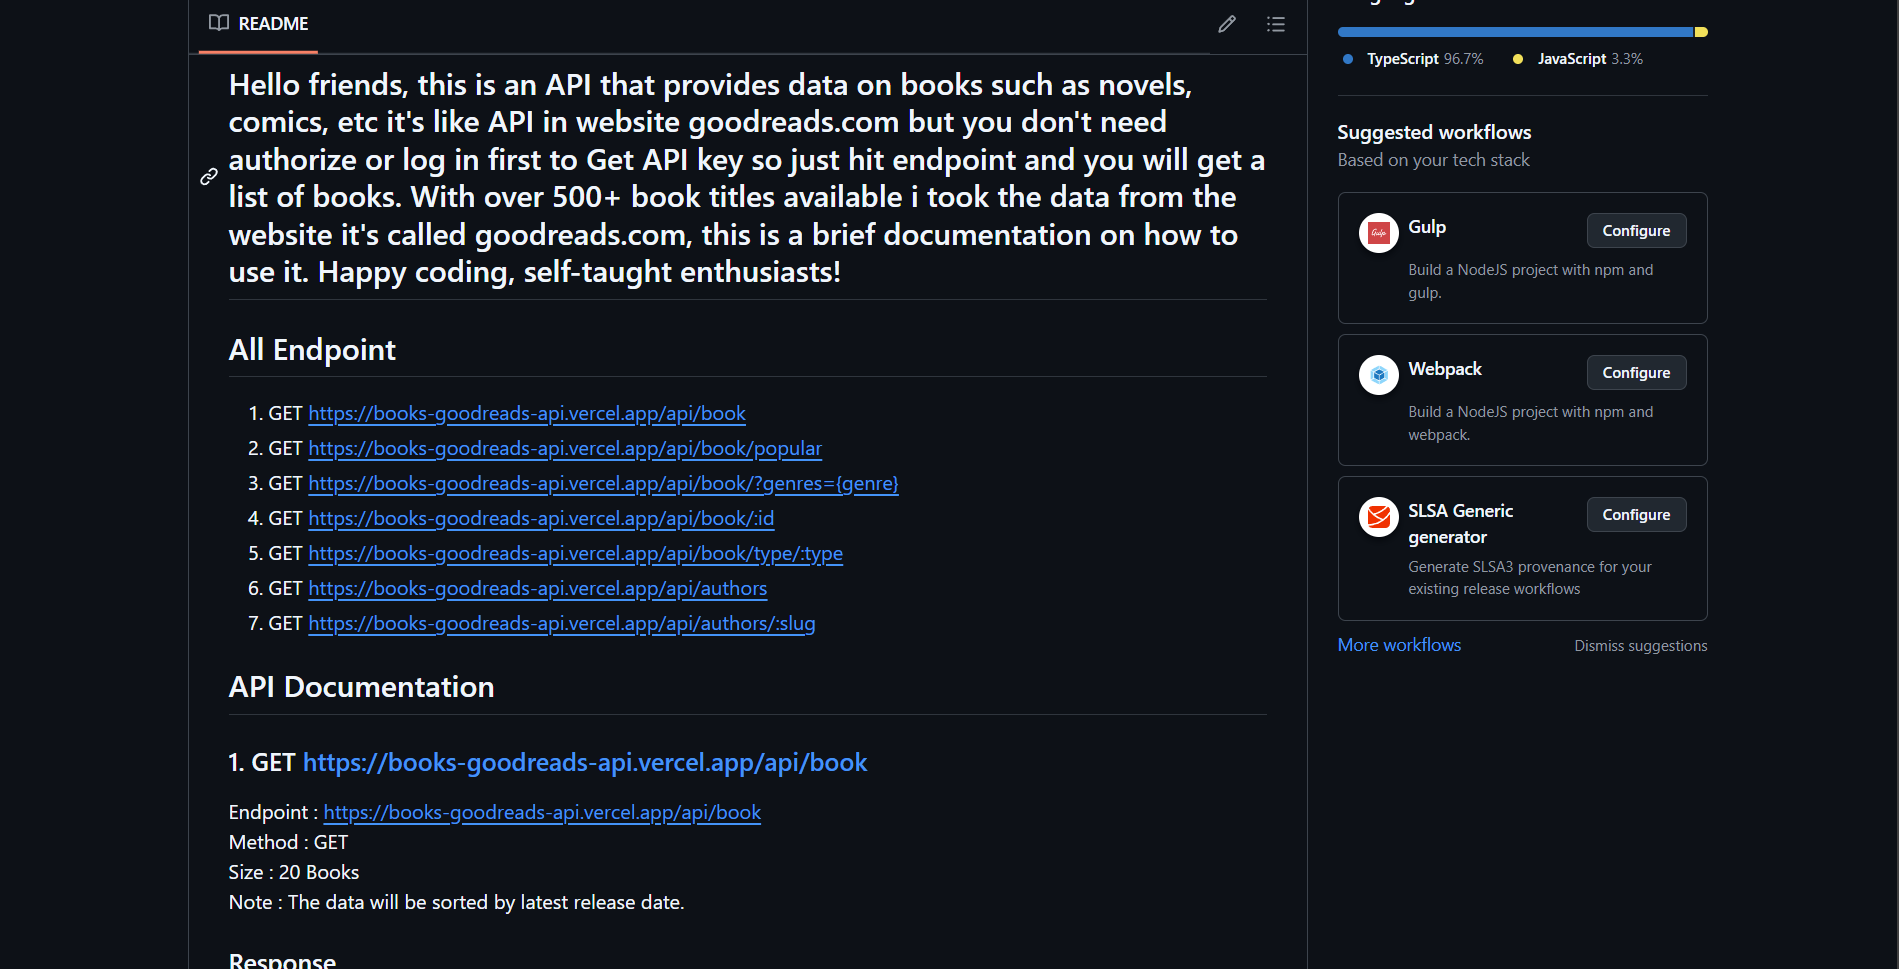 README
Hello friends, this is an API that provides data on books such as novels,
comics, etc it's like API in website goodreads.com but you don't need
authorize or log in first to Get API key so just hit endpoint and you will get a
list of books. With over 500+ book titles available i took the data from the
website it's called goodreads.com, this is a brief documentation on how to
use it. Happy coding, self-taught enthusiasts!
All Endpoint
1. GET https://books-goodreads-api.vercel.app/api/book
2. GET https://books-goodreads-api.vercel.app/api/book/popular
3. GET https://books-goodreads-api.vercel.app/api/book/?genres={genre}
4. GET https://books-goodreads-api.vercel.app/api/book/:id
5. GET https://books-goodreads-api.vercel.app/api/book/type/:type
6. GET https://books-goodreads-api.vercel.app/api/authors
7. GET https://books-goodreads-api.vercel.app/api/authors/:slug
API Documentation
1. GET https://books-goodreads-api.vercel.app/api/book
Endpoint : https://books-goodreads-api.vercel.app/api/book
Method : GET
Size : 20 Books
Note : The data will be sorted by latest release date.
Response
TypeScript 96.7% JavaScript 3.3%
Suggested workflows
Based on your tech stack
Gulp
Gulp
Configure
Build a NodeJS project with npm and
gulp.
Webpack
Configure
Build a NodeJS project with npm and
webpack.
SLSA Generic
generator
Configure
Generate SLSA3 provenance for your
existing release workflows
More workflows
Dismiss suggestions